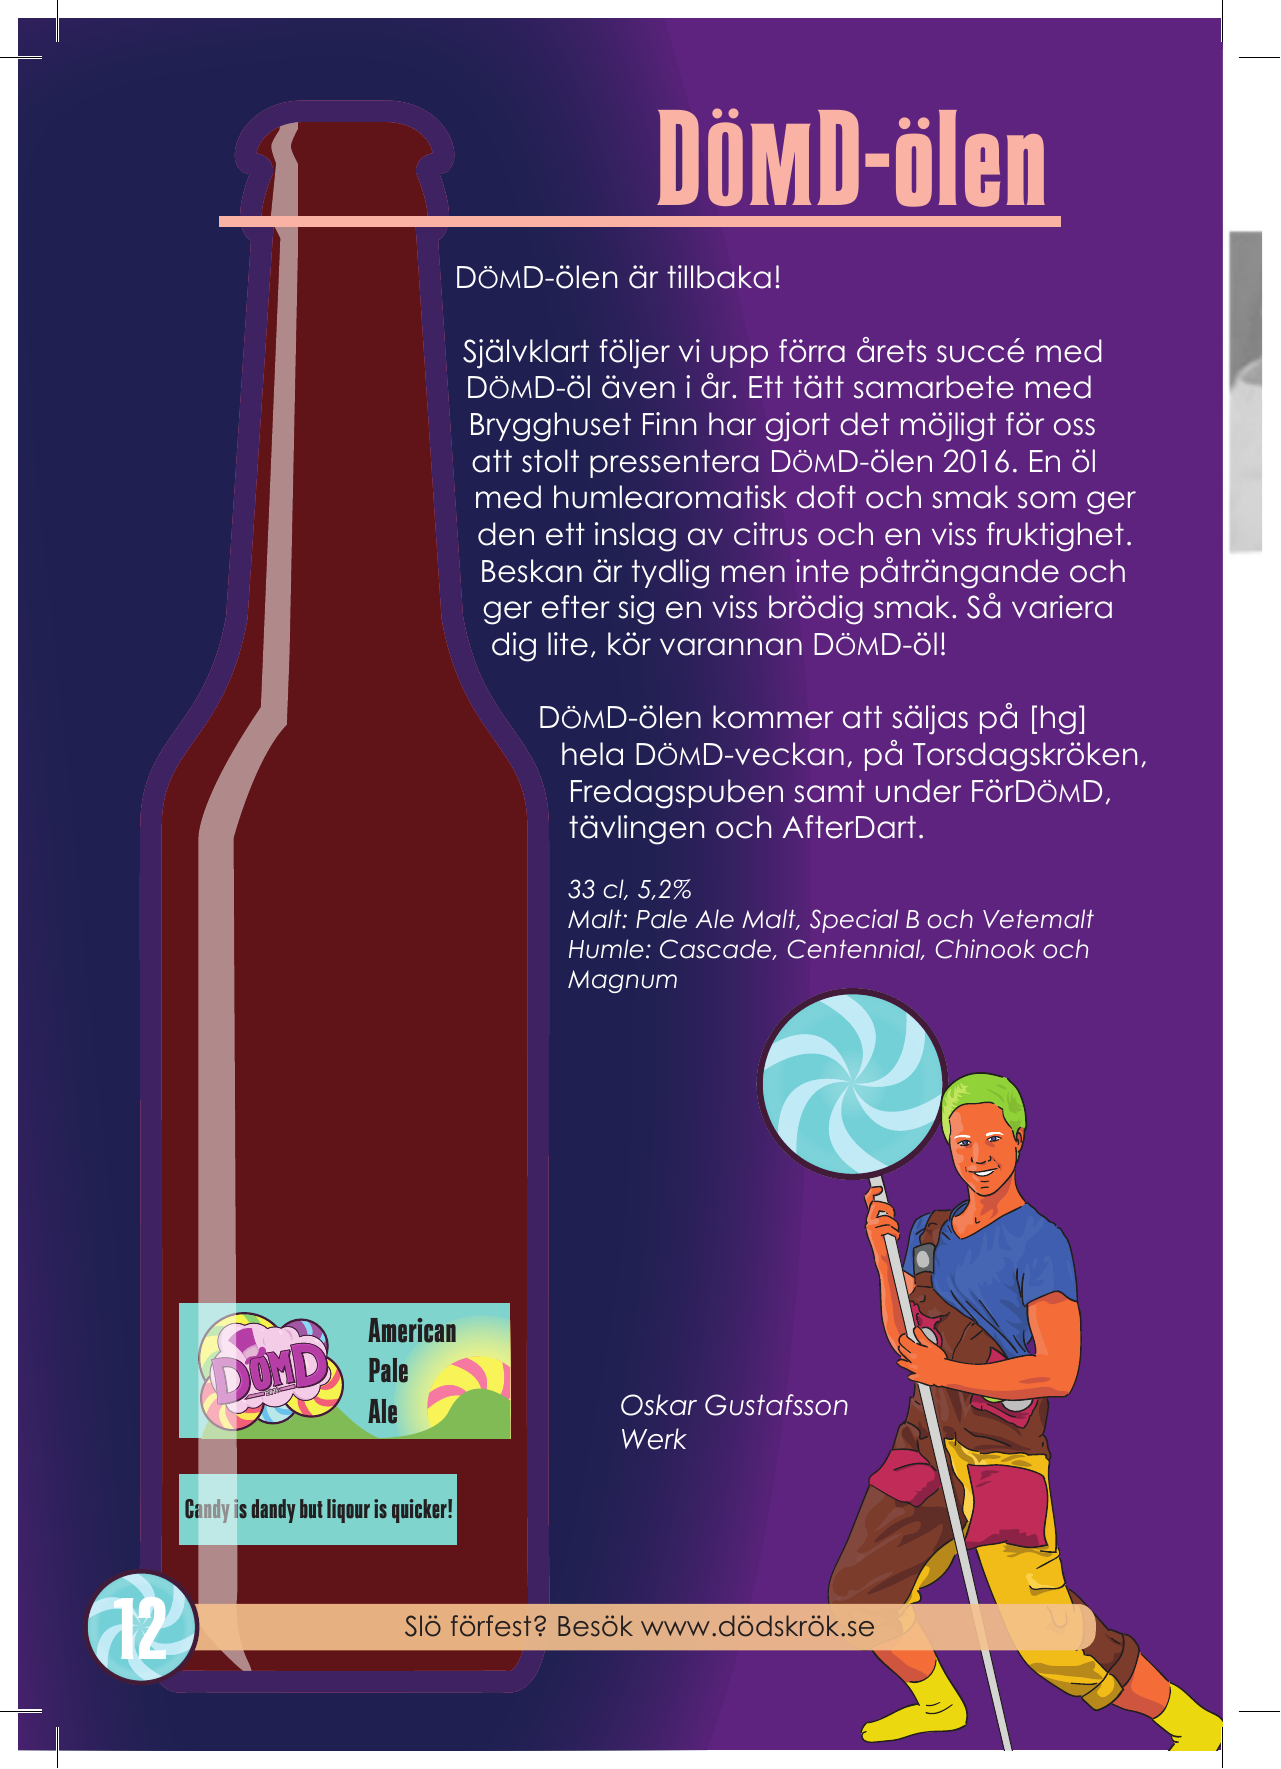 DÖMD-ölen
DÖMD-ölen är tillbaka!
Självklart följer vi upp förra årets succé med
DÖMD-öl även i år. Ett tätt samarbete med
Brygghuset Finn har gjort det möjligt för oss
att stolt pressentera DÖMD-ölen 2016. En öl
med humlearomatisk doft och smak som ger
den ett inslag av citrus och en viss fruktighet.
Beskan är tydlig men inte påträngande och
ger efter sig en viss brödig smak. Så variera
dig lite, kör varannan DÖMD-öl!
DÖMD-ölen kommer att säljas på [hg]
hela DÖMD-veckan, på Torsdagskröken,
Fredagspuben samt under FörDÖMD,
tävlingen och AfterDart.
33 cl, 5,2%
Malt: Pale Ale Malt, Special B och Vetemalt
Humle: Cascade, Centennial, Chinook och
Magnum
DÖMD
American
Pale
Ale
Candy is dandy but liqour is quicker!
Oskar Gustafsson
Werk
12
Slö förfest? Besök www.dödskrök.se